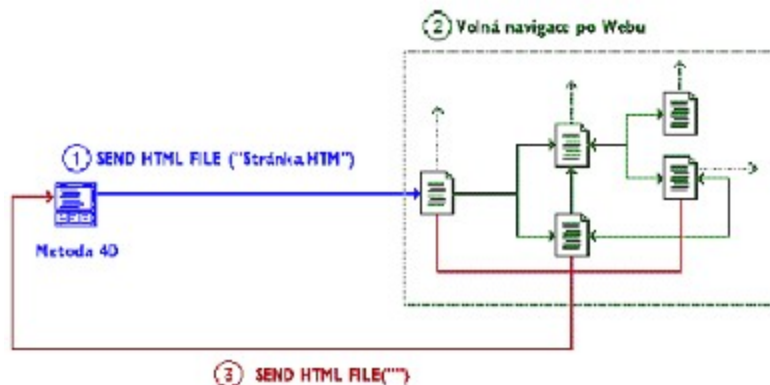 2 Volná navigace po Webu
1 SEND HTML FILE ("Stránka.HTM")
Metoda 4D
3 SEND HTML FILE("")